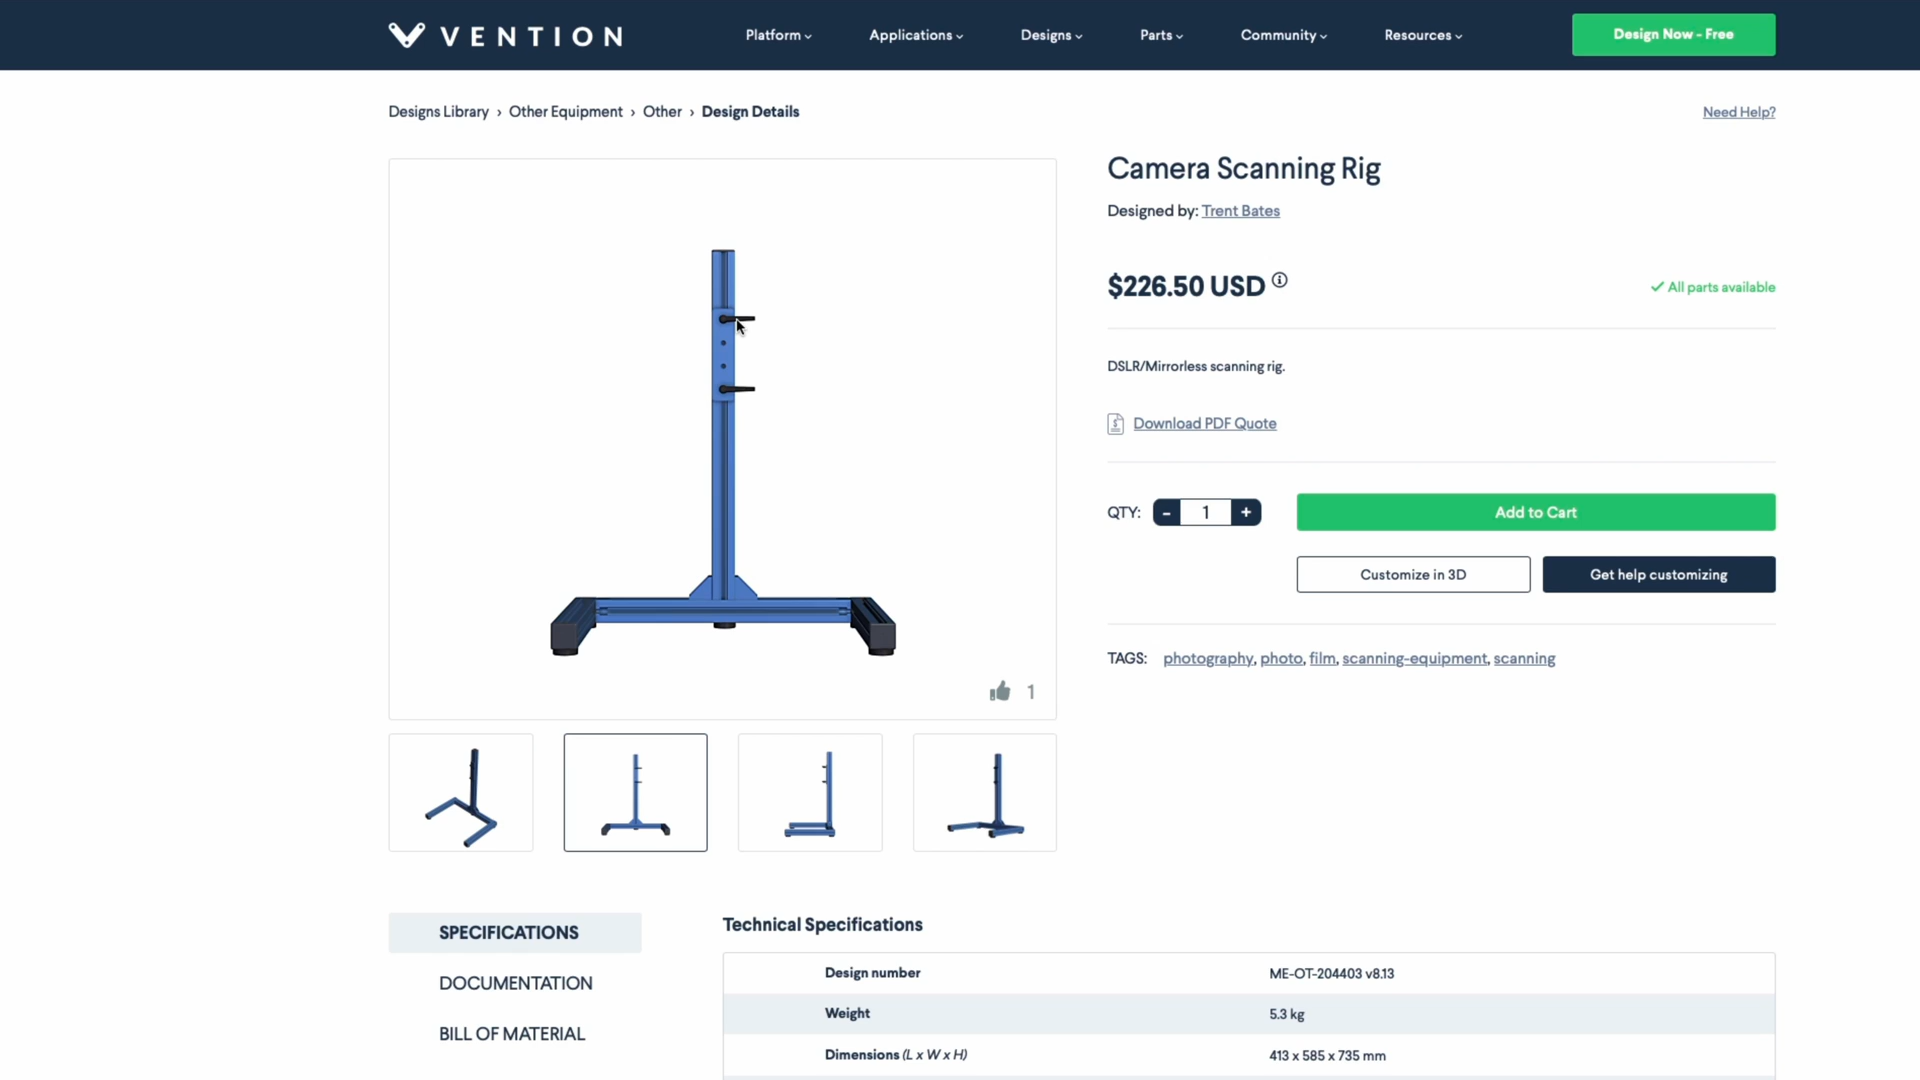 VENTION
Platform
Applications
Designs
Parts
Community
Resources
Design Now - Free
Designs Library › Other Equipment › Other › Design Details
Need Help?
Camera Scanning Rig
Designed by: Trent Bates
$226.50 USD
All parts available
DSLR/Mirrorless scanning rig.
Download PDF Quote
QTY: - 1 +
Add to Cart
Customize in 3D
Get help customizing
TAGS: photography, photo, film, scanning-equipment, scanning
1
SPECIFICATIONS
DOCUMENTATION
BILL OF MATERIAL
Technical Specifications
Design number ME-OT-204403 v8.13
Weight 5.3 kg
Dimensions (L x W x H) 413 x 585 x 735 mm